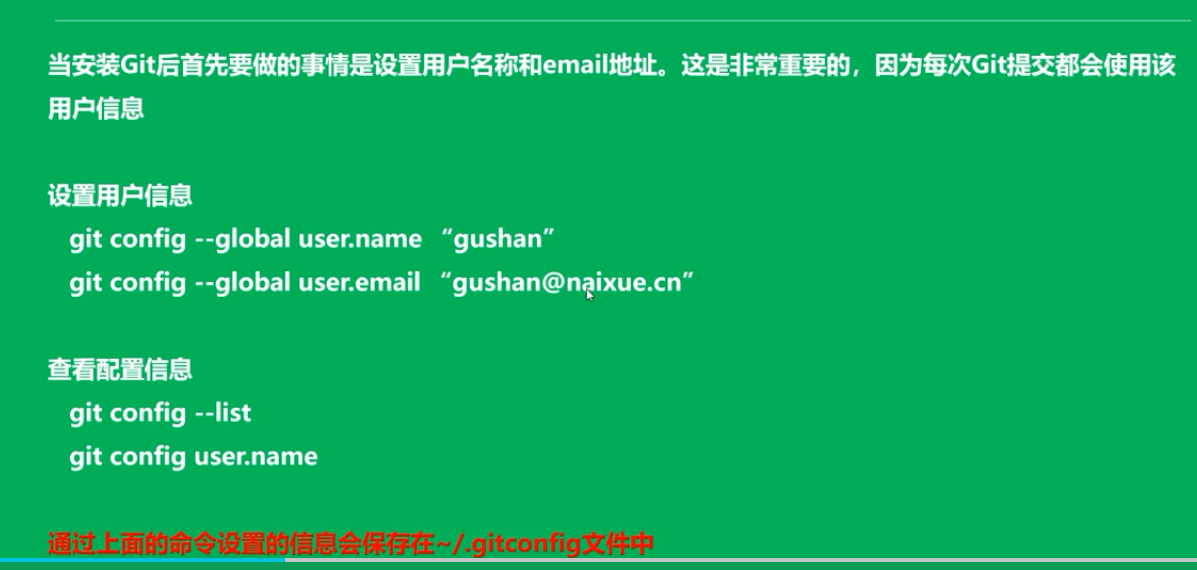 当安装Git后首先要做的事情是设置用户名称和email地址。这是非常重要的，因为每次Git提交都会使用该
用户信息
设置用户信息
git config --global user.name “gushan”
git config --global user.email “gushan@naixue.cn”
查看配置信息
git config --list
git config user.name
通过上面的命令设置的信息会保存在~/.gitconfig文件中